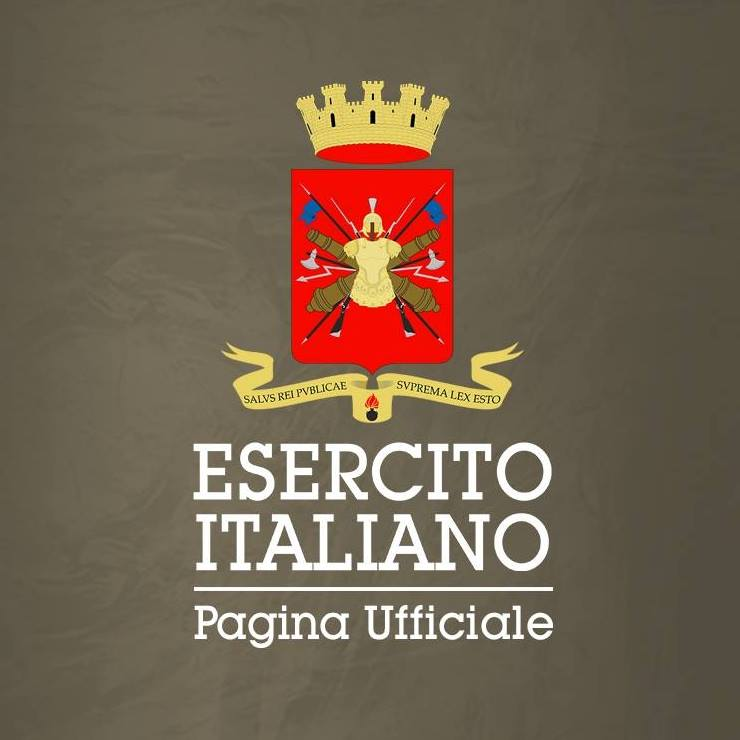 SALVS REI PVBLICAE SVPREMA LEX ESTO
ESERCITO
ITALIANO
Pagina Ufficiale